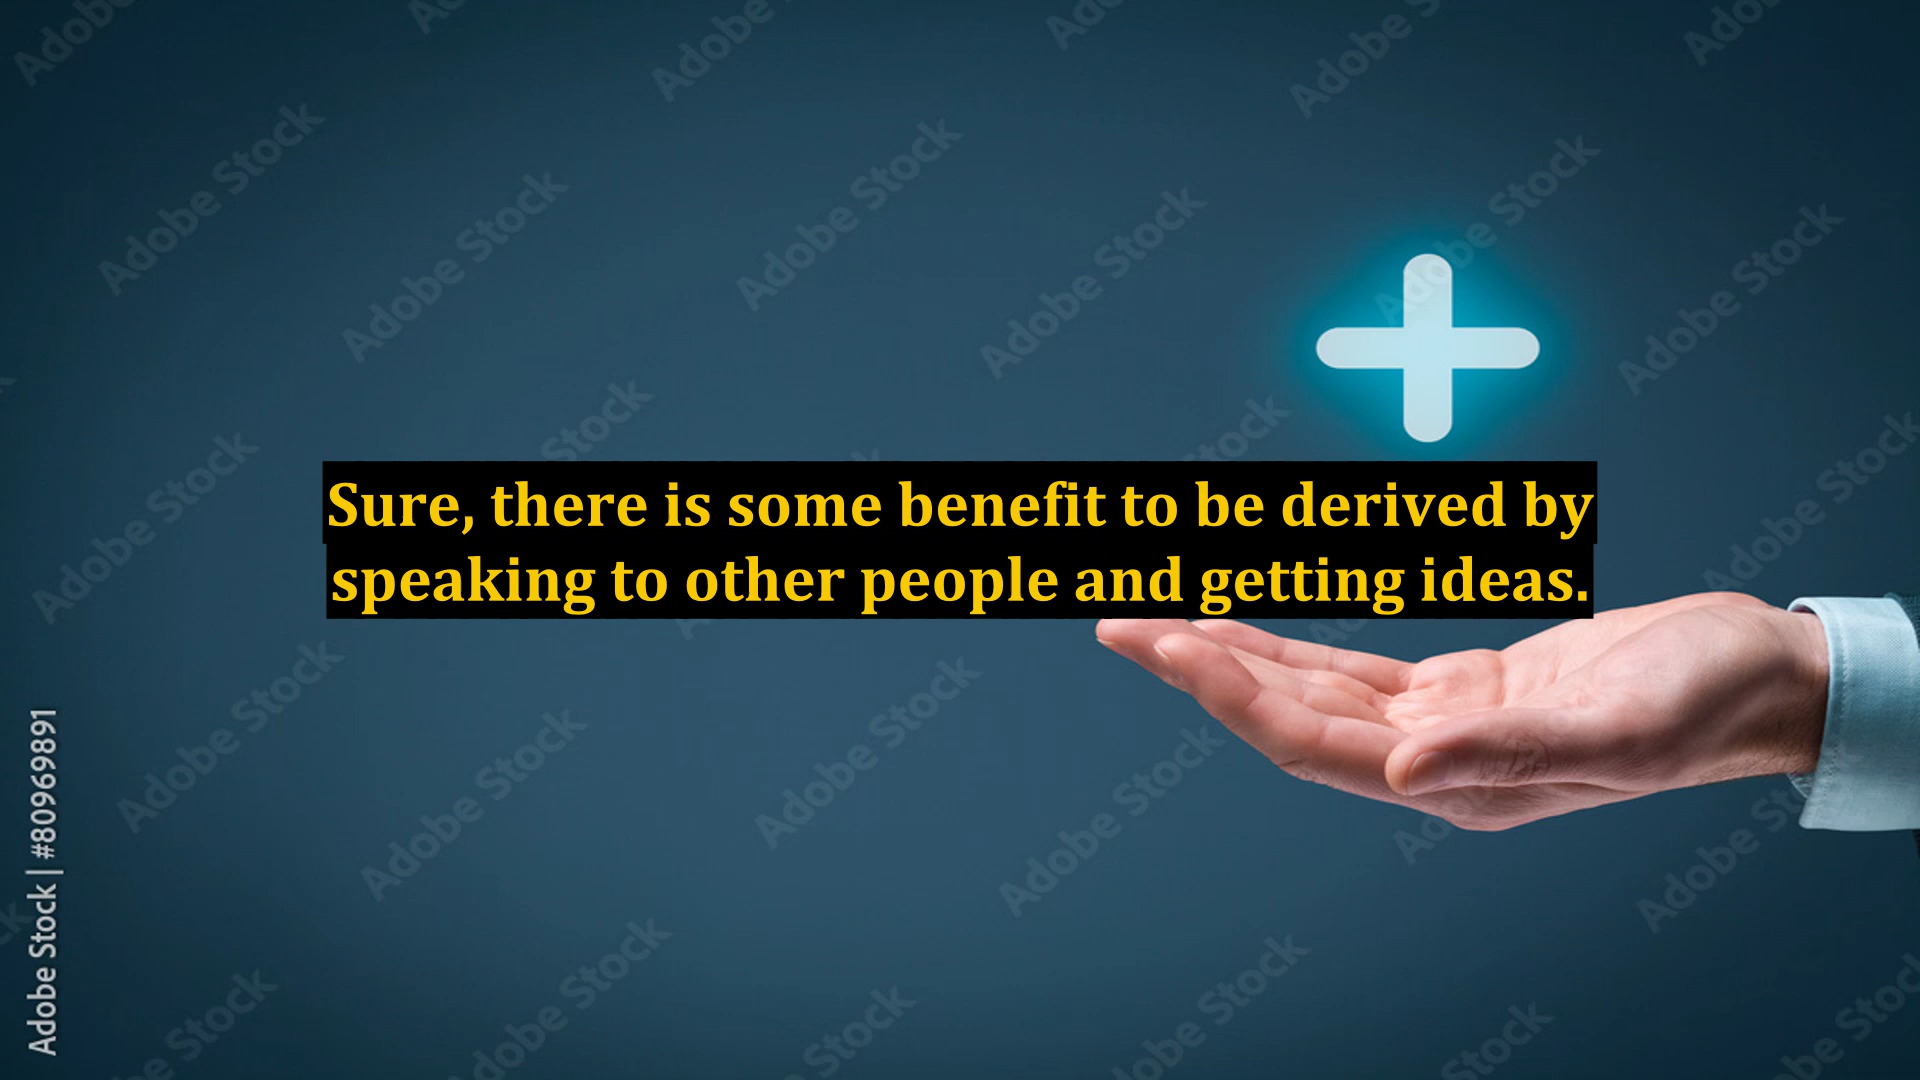 Sure, there is some benefit to be derived by
speaking to other people and getting ideas.
Adobe Stock | #80969891